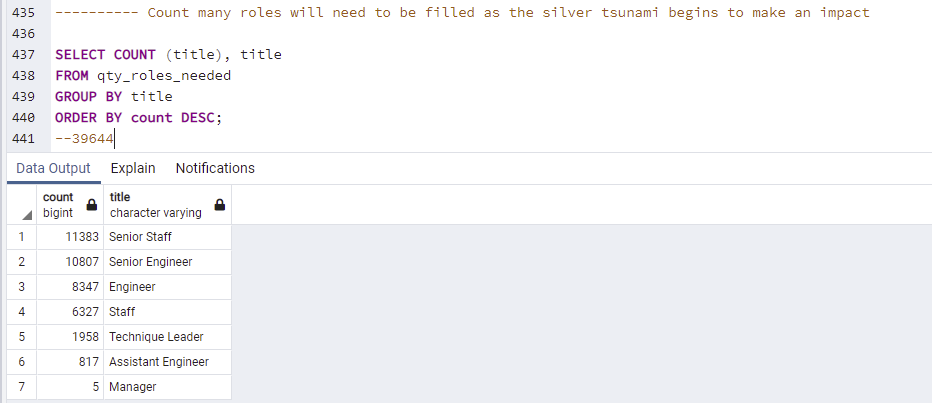 435 ---------- Count many roles will need to be filled as the silver tsunami begins to make an impact
436
437 SELECT COUNT (title), title
438 FROM qty_roles_needed
439 GROUP BY title
440 ORDER BY count DESC;
441 --39644
Data Output Explain Notifications
count title
bigint character varying
1 11383 Senior Staff
2 10807 Senior Engineer
3 8347 Engineer
4 6327 Staff
5 1958 Technique Leader
6 817 Assistant Engineer
7 5 Manager